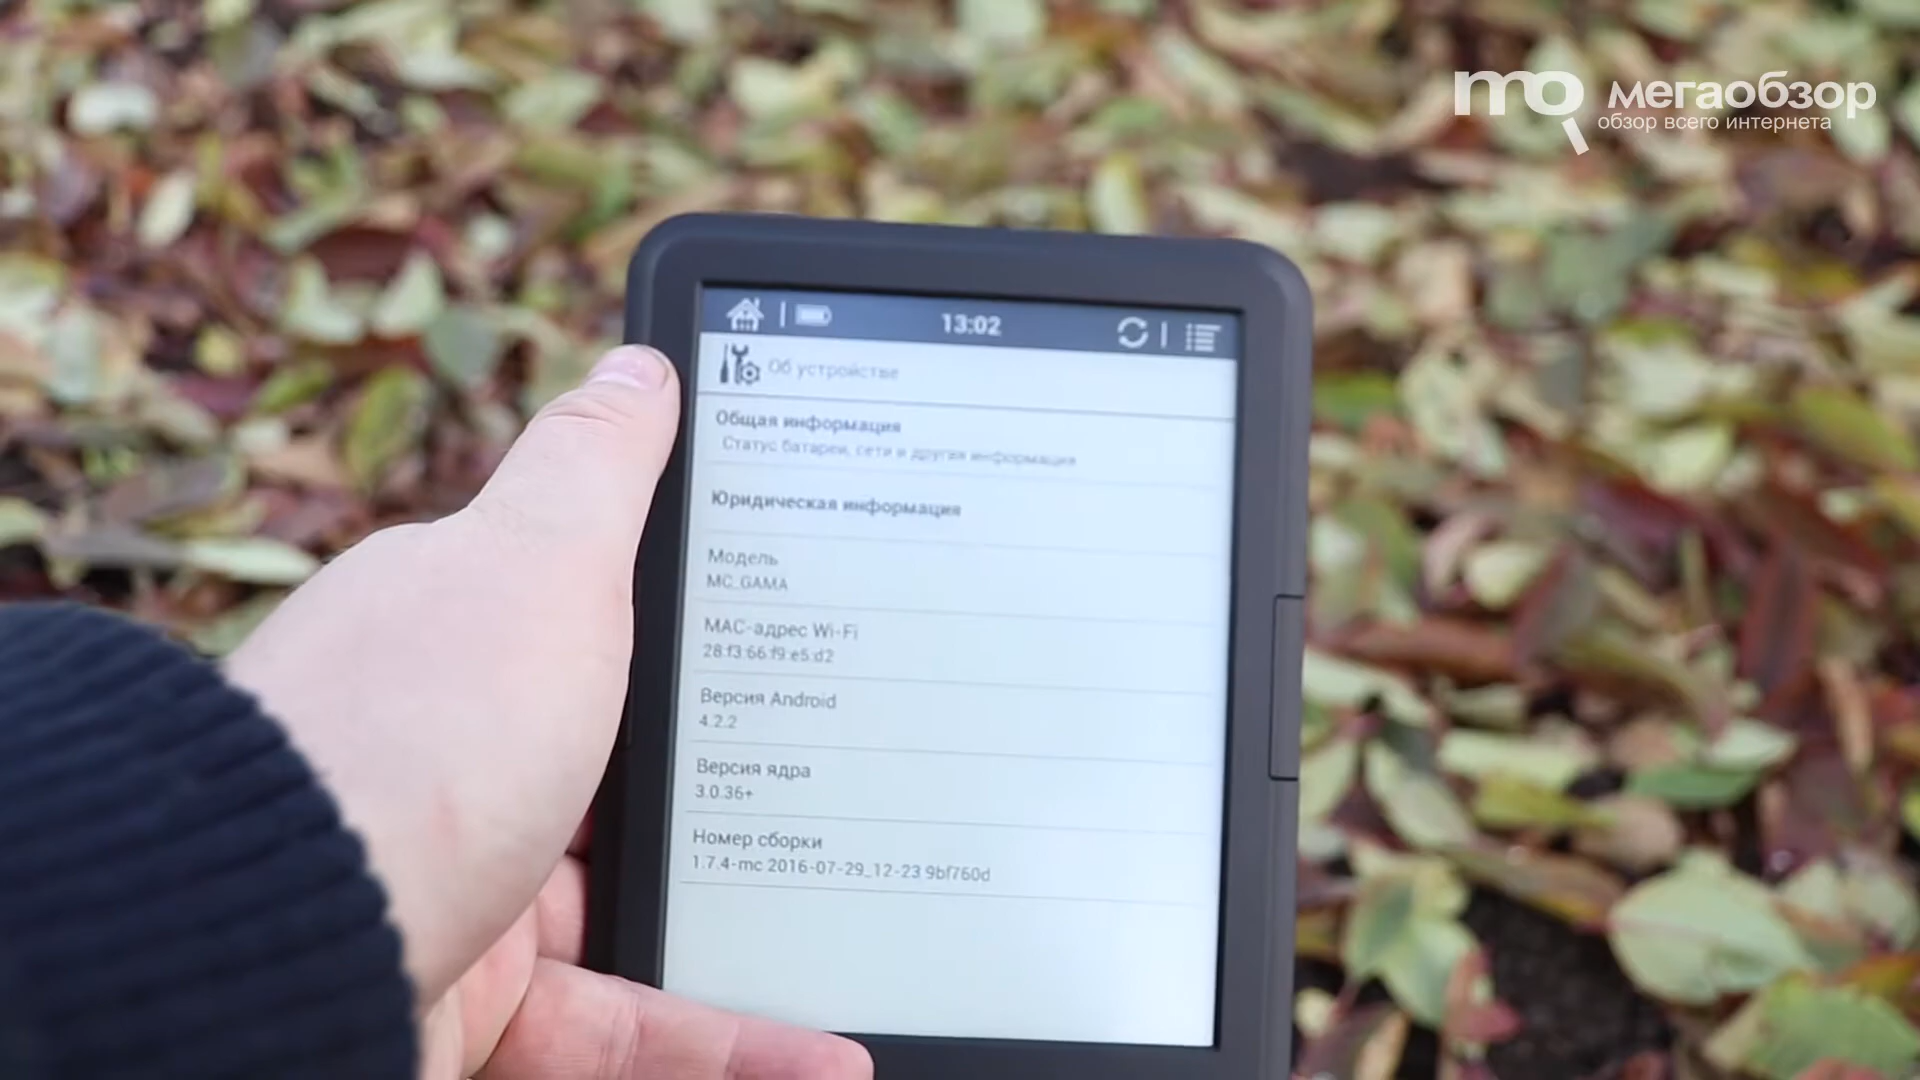 mo мегаобзор
обзор всего интернета
13:02
Об устройстве
Общая информация
Статус батареи, сети и другая информация
Юридическая информация
Модель
MC_GAMA
MAC-адрес Wi-Fi
28:f3:66:f9:e5:d2
Версия Android
4.2.2
Версия ядра
3.0.36+
Номер сборки
1.7.4-mc 2016-07-29_12-23 9bf760d